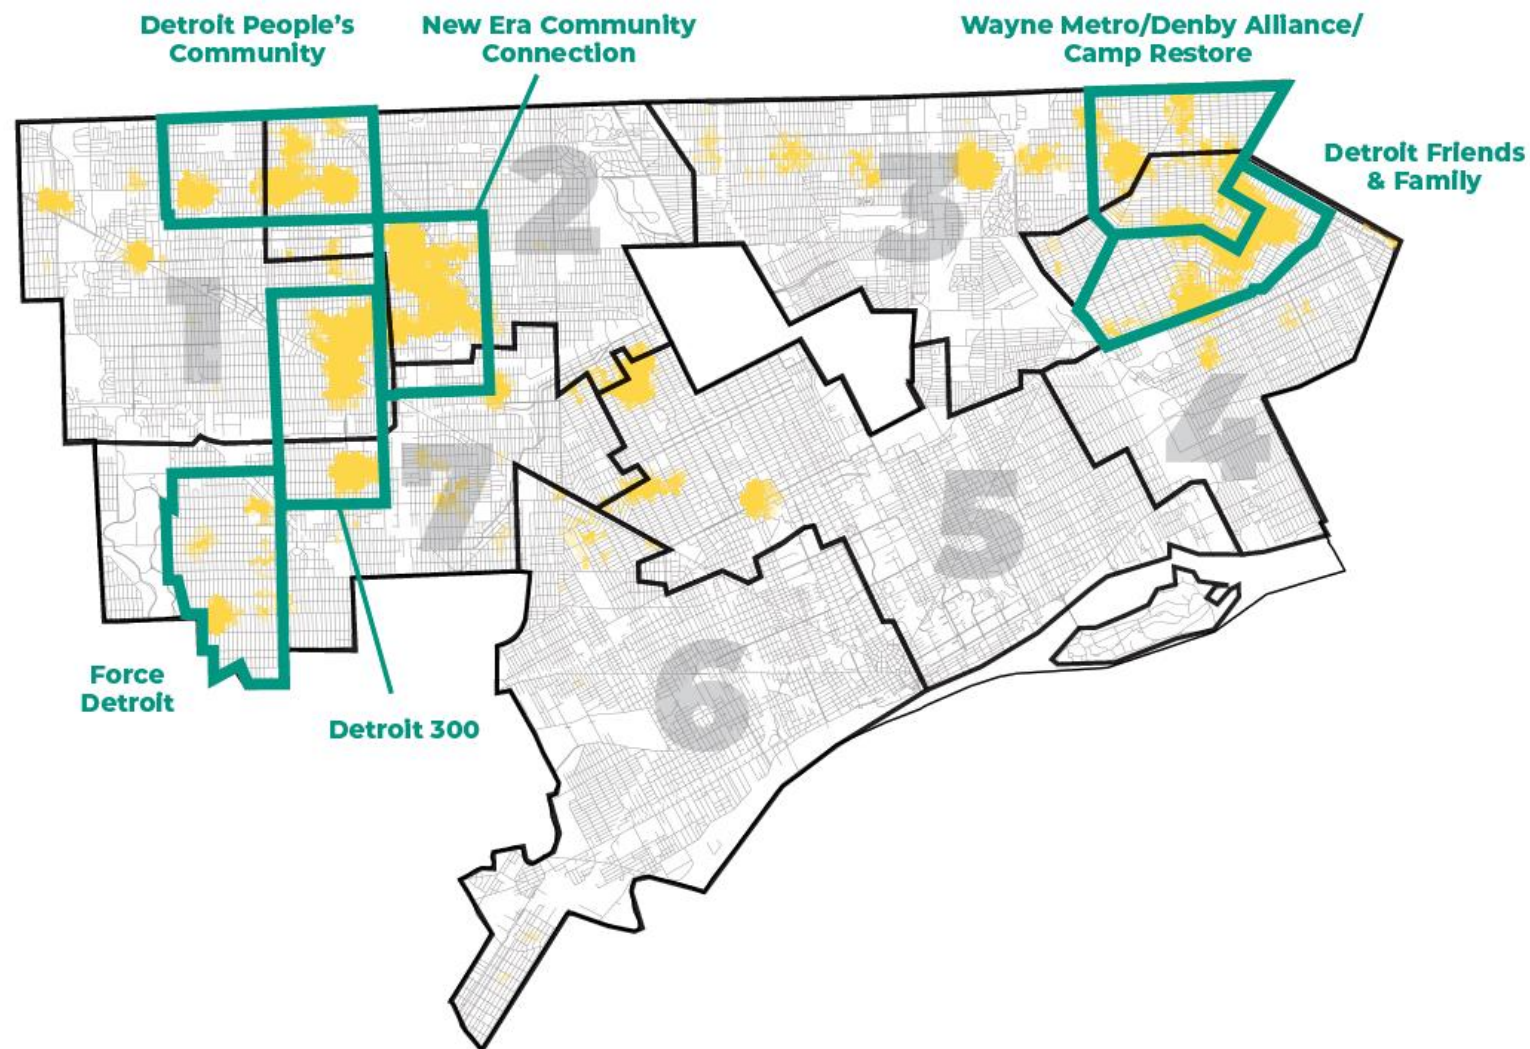 Detroit People's
Community
New Era Community
Connection
Wayne Metro/Denby Alliance/
Camp Restore
Detroit Friends
& Family
1
2
3
4
5
6
7
Force
Detroit
Detroit 300